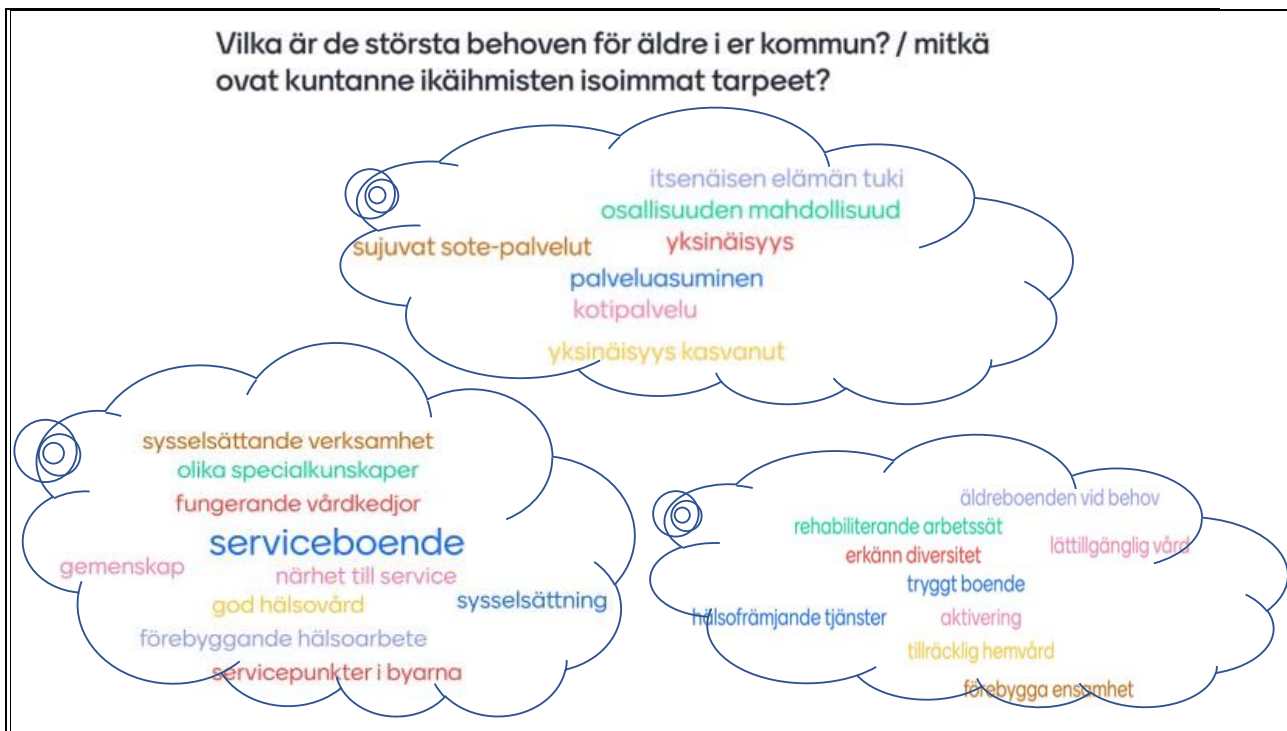 Vilka är de största behoven för äldre i er kommun? / mitkä
ovat kuntanne ikäihmisten isoimmat tarpeet?
itsenäisen elämän tuki
osallisuuden mahdollisuud
sujuvat sote-palvelut
yksinäisyys
palveluasuminen
kotipalvelu
yksinäisyys kasvanut
sysselsättande verksamhet
olika specialkunskaper
fungerande vårdkedjor
serviceboende
gemenskap
närhet till service
god hälsovård
sysselsättning
förebyggande hälsoarbete
servicepunkter i byarna
äldreboenden vid behov
rehabiliterande arbetssät
erkänn diversitet
lättillgänglig vård
tryggt boende
hälsofrämjande tjänster
aktivering
tillräcklig hemvård
förebygga ensamhet